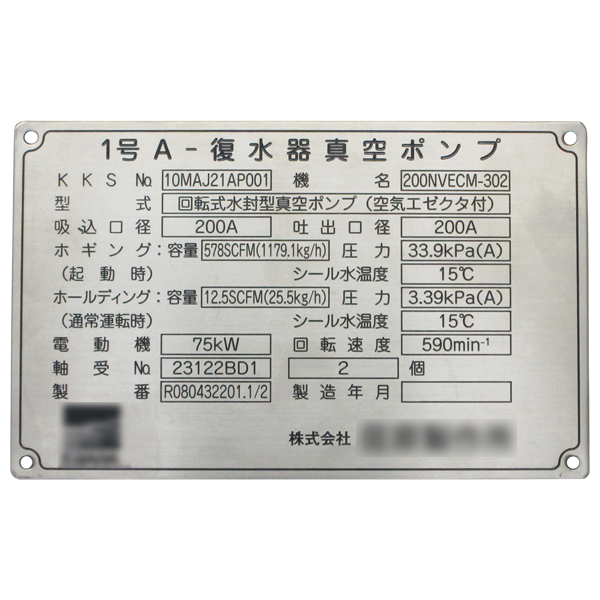 1号A-復水器真空ポンプ
KKS No. 10MAJ21AP001 機名 200NVECM-302
型式 回転式水封型真空ポンプ(空気エゼクタ付)
吸込口径 200A 吐出口径 200A
ホギング:容量 578SCFM(1179.1kg/h) 圧力 33.9kPa(A)
(起動時) シール水温度 15℃
ホールディング:容量 12.5SCFM(25.5kg/h) 圧力 3.39kPa(A)
(通常運転時) シール水温度 15℃
電動機 75kW 回転速度 590min⁻¹
軸受No. 23122BD1 2 個
製番 R080432201.1/2 製造年月
株式会社